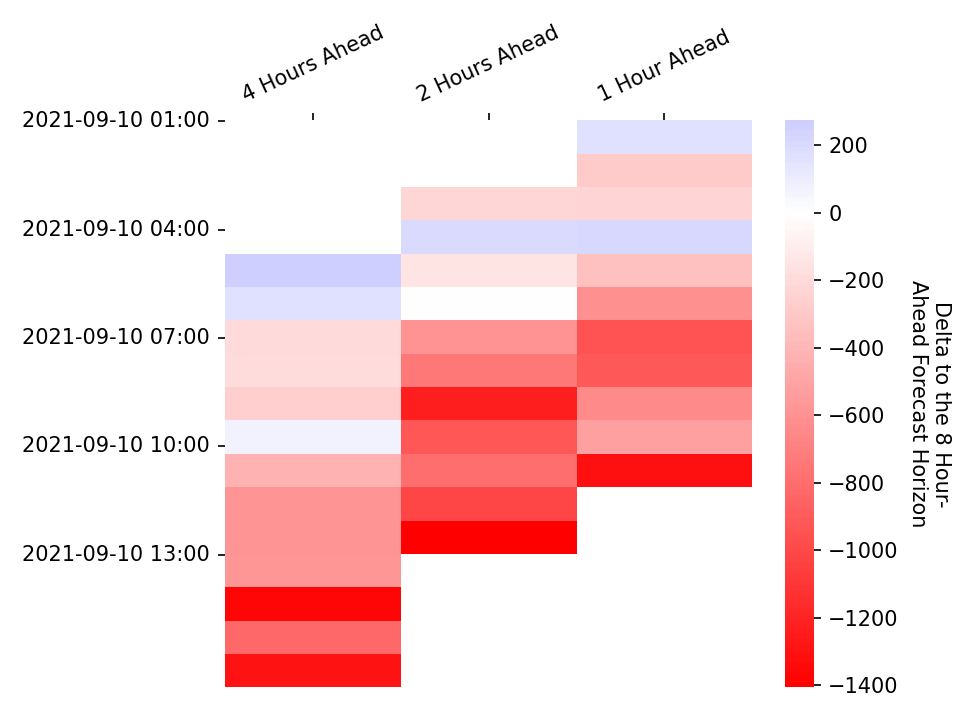 4 Hours Ahead
2 Hours Ahead
1 Hour Ahead
2021-09-10 01:00
2021-09-10 04:00
2021-09-10 07:00
2021-09-10 10:00
2021-09-10 13:00
200
0
−200
−400
−600
−800
−1000
−1200
−1400
Delta to the 8 Hour-
Ahead Forecast Horizon